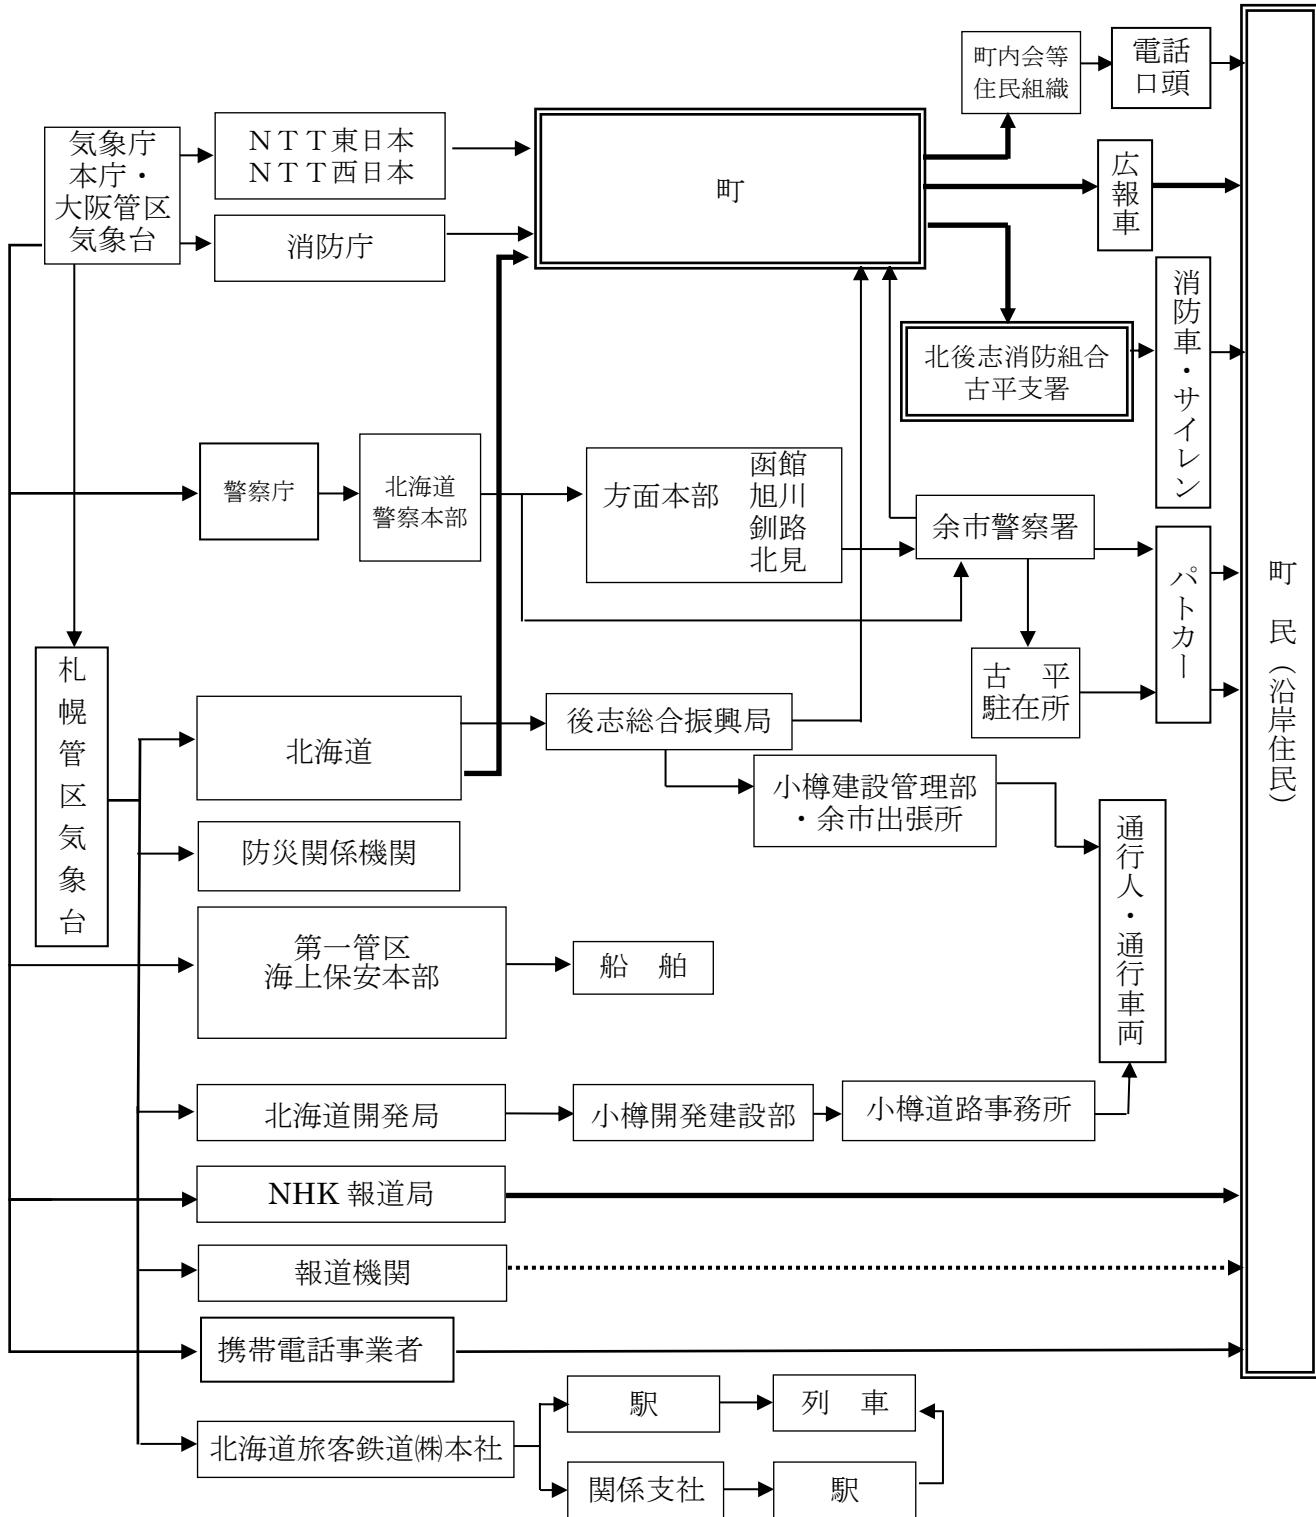 町内会等
住民組織
電話
口頭
気象庁
本庁・
大阪管区
気象台
ＮＴＴ東日本
ＮＴＴ西日本
町
広報車
消防庁
消防車・サイレン
北後志消防組合
古平支署
警察庁
北海道
警察本部
方面本部
函館
旭川
釧路
北見
余市警察署
パトカー
町　民（沿岸住民）
札幌管区気象台
古　平
駐在所
北海道
後志総合振興局
小樽建設管理部
・余市出張所
通行人・通行車両
防災関係機関
第一管区
海上保安本部
船　舶
北海道開発局
小樽開発建設部
小樽道路事務所
NHK 報道局
報道機関
携帯電話事業者
駅
列　車
北海道旅客鉄道㈱本社
関係支社
駅